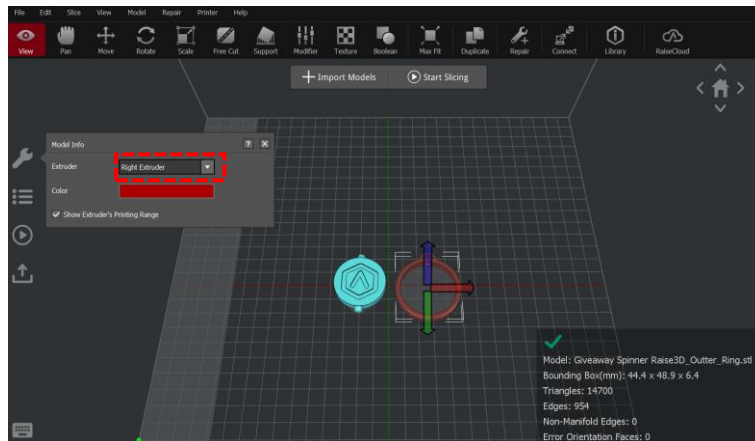 File Edit Slice View Model Repair Printer Help
View Pan Move Rotate Scale Free Cut Support Modifier Texture Boolean Max Fit Duplicate Repair Connect Library RaiseCloud
Import Models Start Slicing
Model Info ?
Extruder Right Extruder
Color
Show Extruder's Printing Range
Model: Giveaway Spinner Raise3D_Outter_Ring.stl
Bounding Box(mm): 44.4 x 48.9 x 6.4
Triangles: 14700
Edges: 954
Non-Manifold Edges: 0
Error Orientation Faces: 0